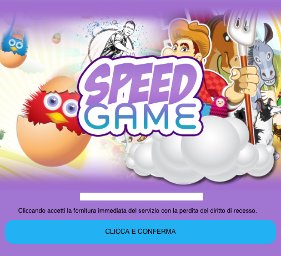 SPEED
GAME
Cliccando accetti la fornitura immediata del servizio con la perdita del diritto di recesso.
CLICCA E CONFERMA